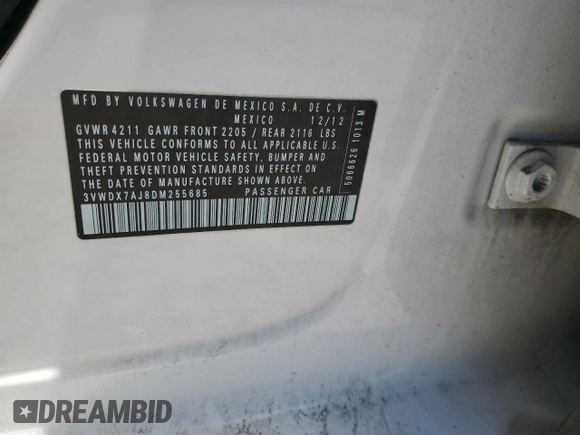 MFD BY VOLKSWAGEN DE MEXICO S.A. DE C.V.
MEXICO 12/12
GVWR 4211 GAWR FRONT 2205 / REAR 2116 LBS
THIS VEHICLE CONFORMS TO ALL APPLICABLE U.S.
FEDERAL MOTOR VEHICLE SAFETY, BUMPER AND
THEFT PREVENTION STANDARDS IN EFFECT ON
THE DATE OF MANUFACTURE SHOWN ABOVE.
3VWDX7AJ8DM255685 PASSENGER CAR
5066626 1013 M
DREAMBID